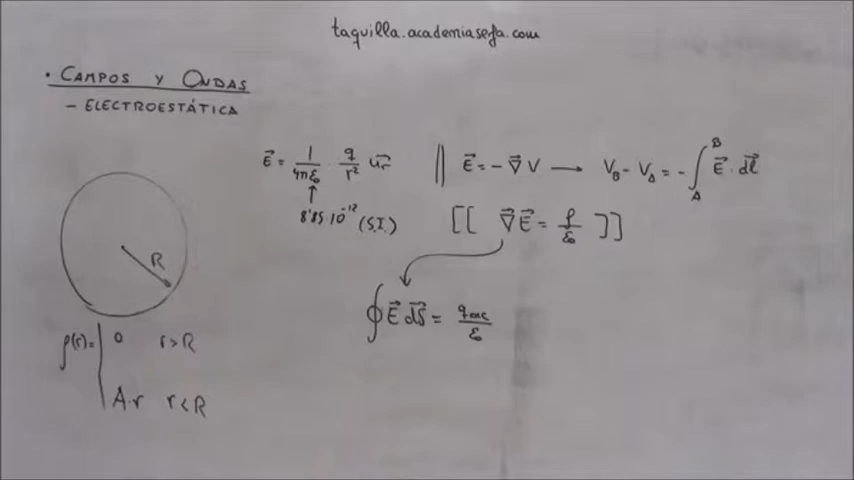 taquilla.academiasefa.com
• CAMPOS Y ONDAS
- ELECTROESTÁTICA
E⃗ = 1/4πε₀ · q/r² u⃗r || E⃗ = -∇⃗V → V_B - V_A = -∫_A^B E⃗ · dl⃗
8'85·10⁻¹² (S.I.)
[[ ∇⃗E⃗ = ρ/ε₀ ]]
R
∮ E⃗ dS⃗ = q_enc/ε₀
ρ(r) = | 0 r > R
A·r r < R